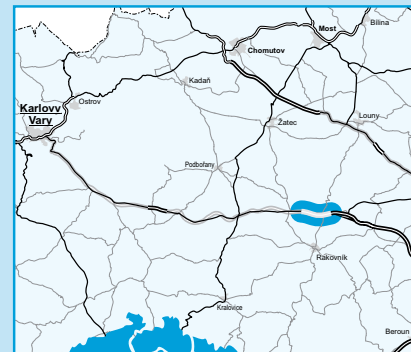 Bílina
Most
Chomutov
Kadaň
Ostrov
Karlovy
Vary
Louny
Žatec
Podbořany
Rakovník
Kralovice
Beroun